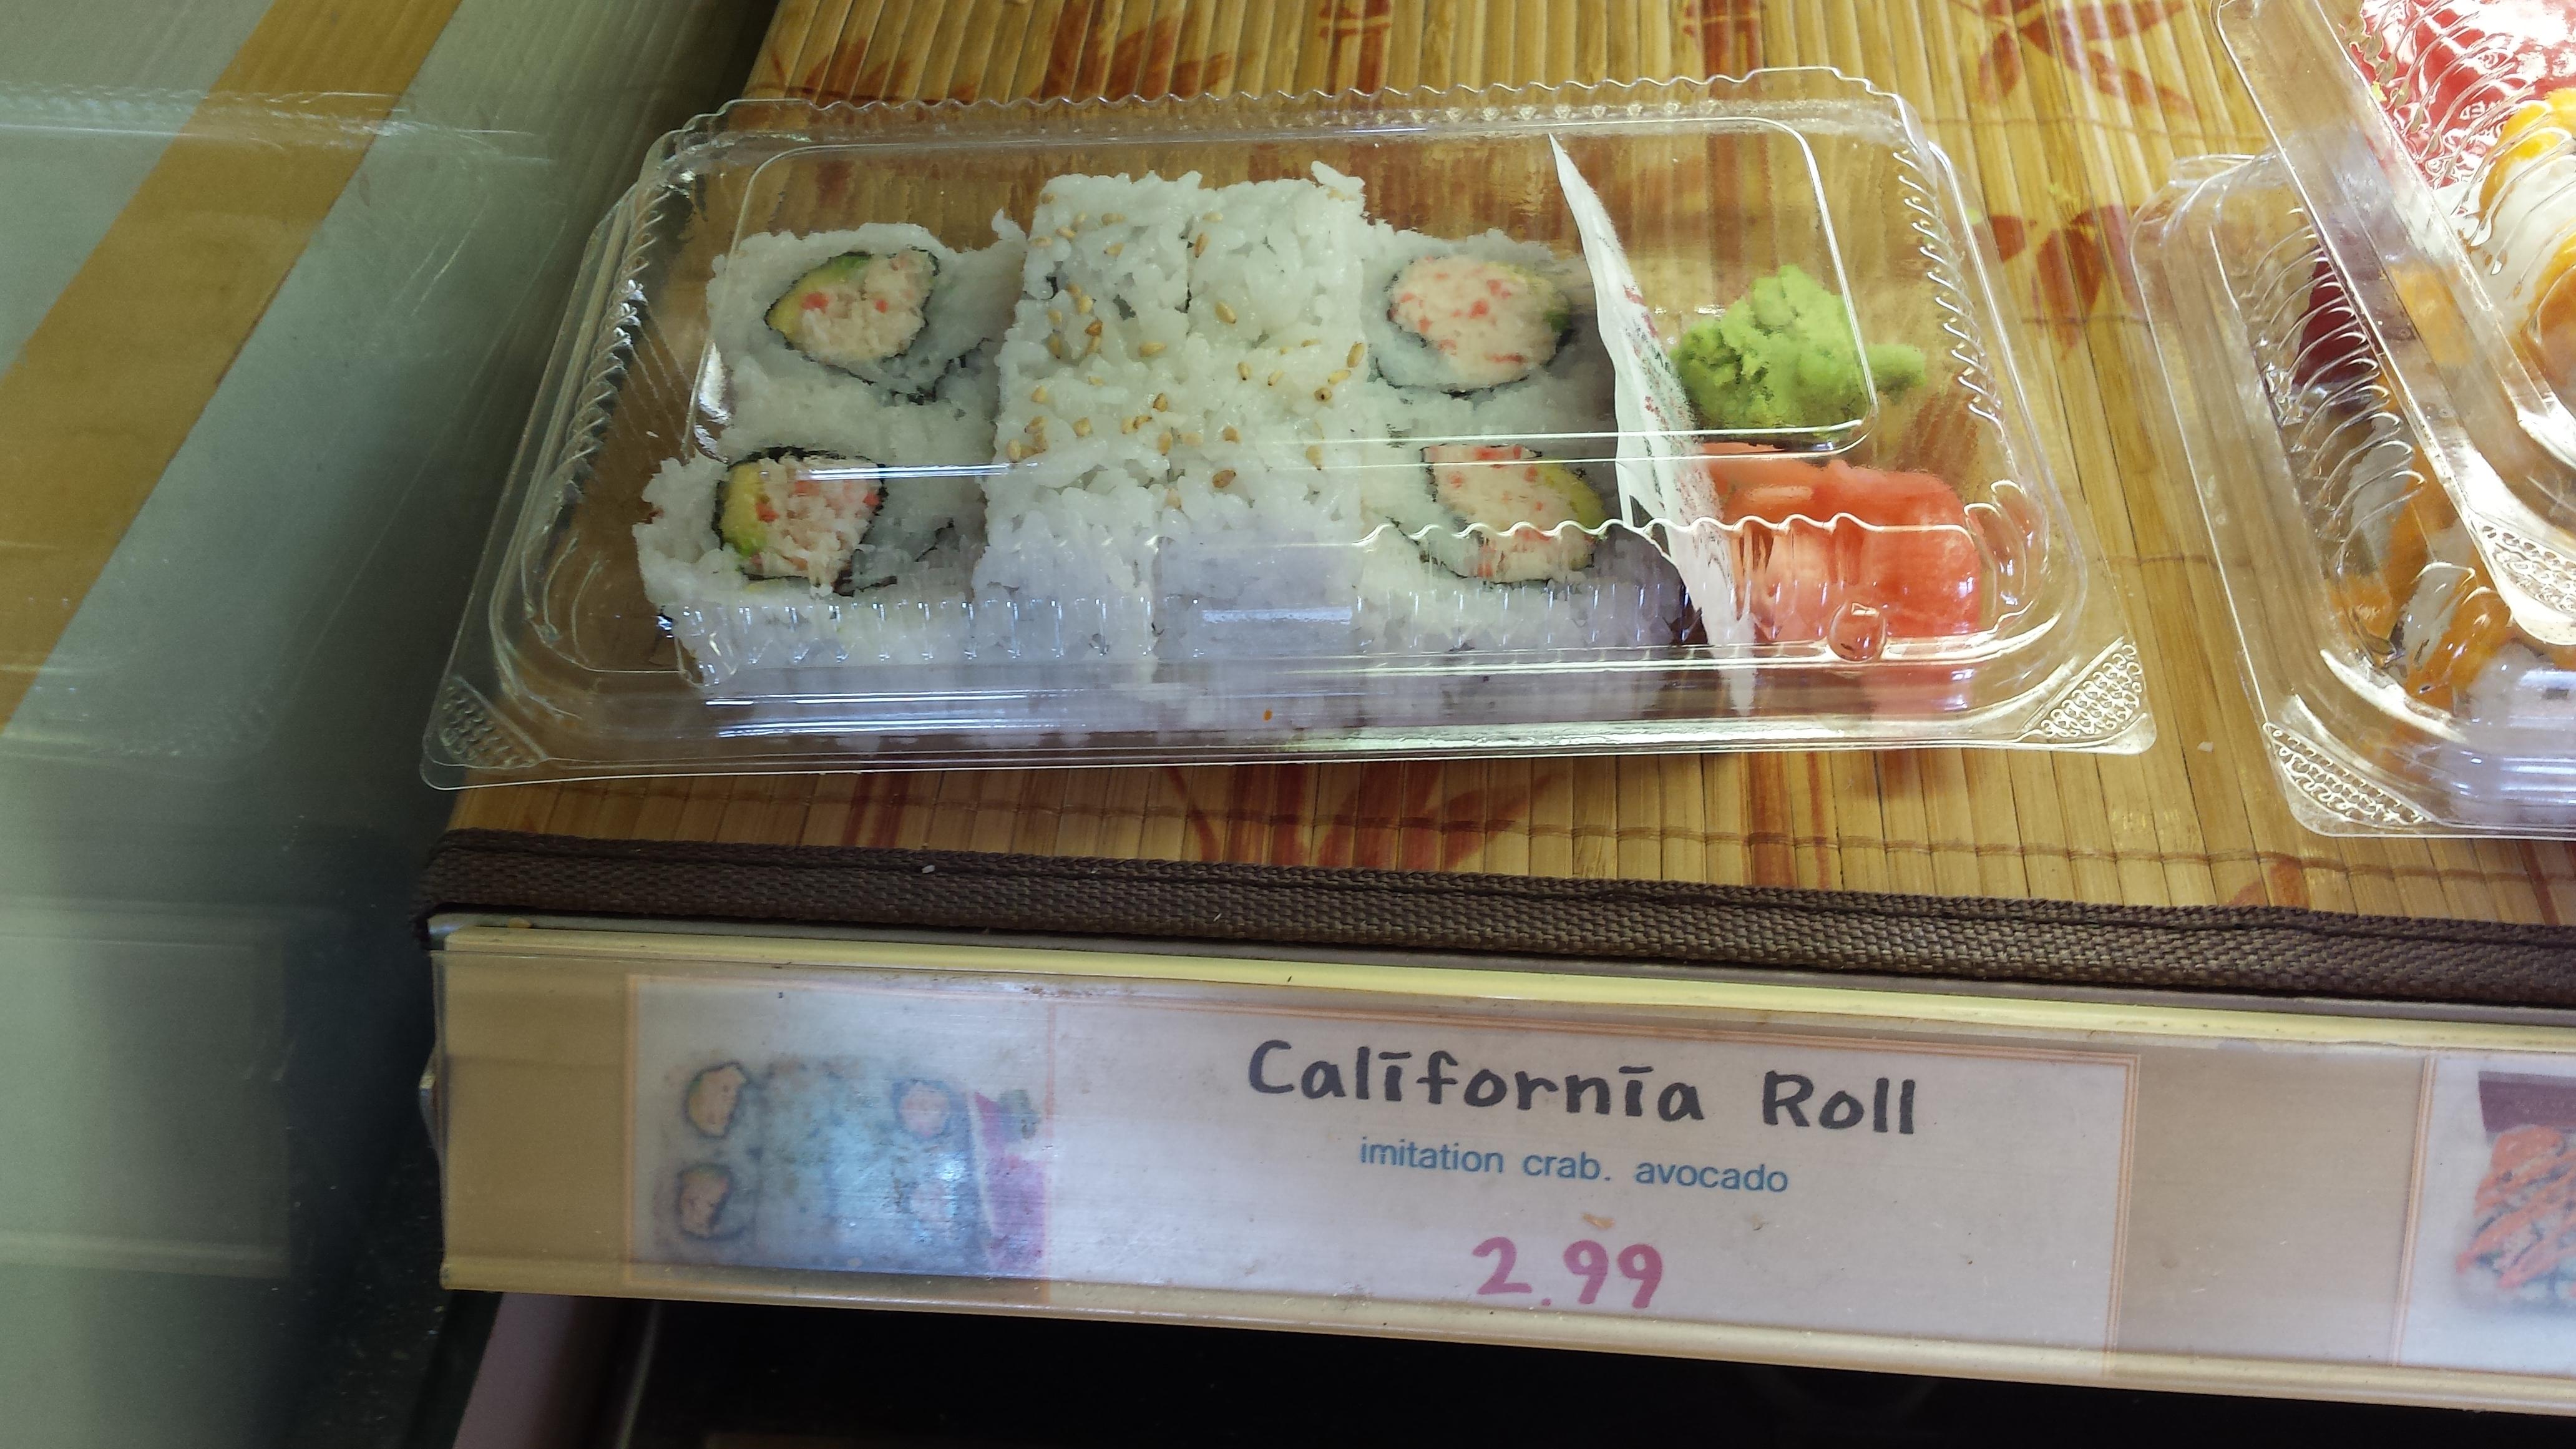 California Roll
imitation crab. avocado
2.99